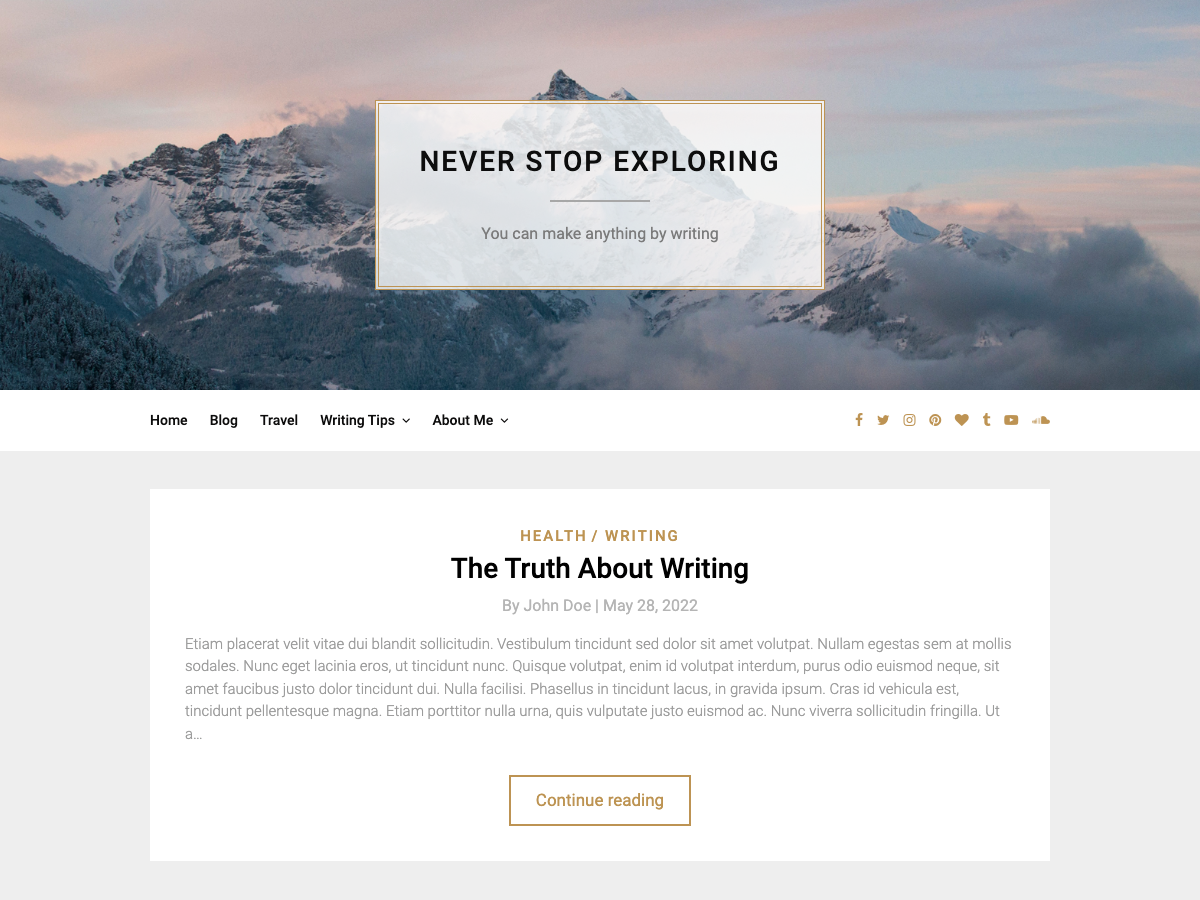 NEVER STOP EXPLORING
You can make anything by writing
Home Blog Travel Writing Tips About Me
HEALTH / WRITING
The Truth About Writing
By John Doe | May 28, 2022
Etiam placerat velit vitae dui blandit sollicitudin. Vestibulum tincidunt sed dolor sit amet volutpat. Nullam egestas sem at mollis
sodales. Nunc eget lacinia eros, ut tincidunt nunc. Quisque volutpat, enim id volutpat interdum, purus odio euismod neque, sit
amet faucibus justo dolor tincidunt dui. Nulla facilisi. Phasellus in tincidunt lacus, in gravida ipsum. Cras id vehicula est,
tincidunt pellentesque magna. Etiam porttitor nulla urna, quis vulputate justo euismod ac. Nunc viverra sollicitudin fringilla. Ut
a…
Continue reading